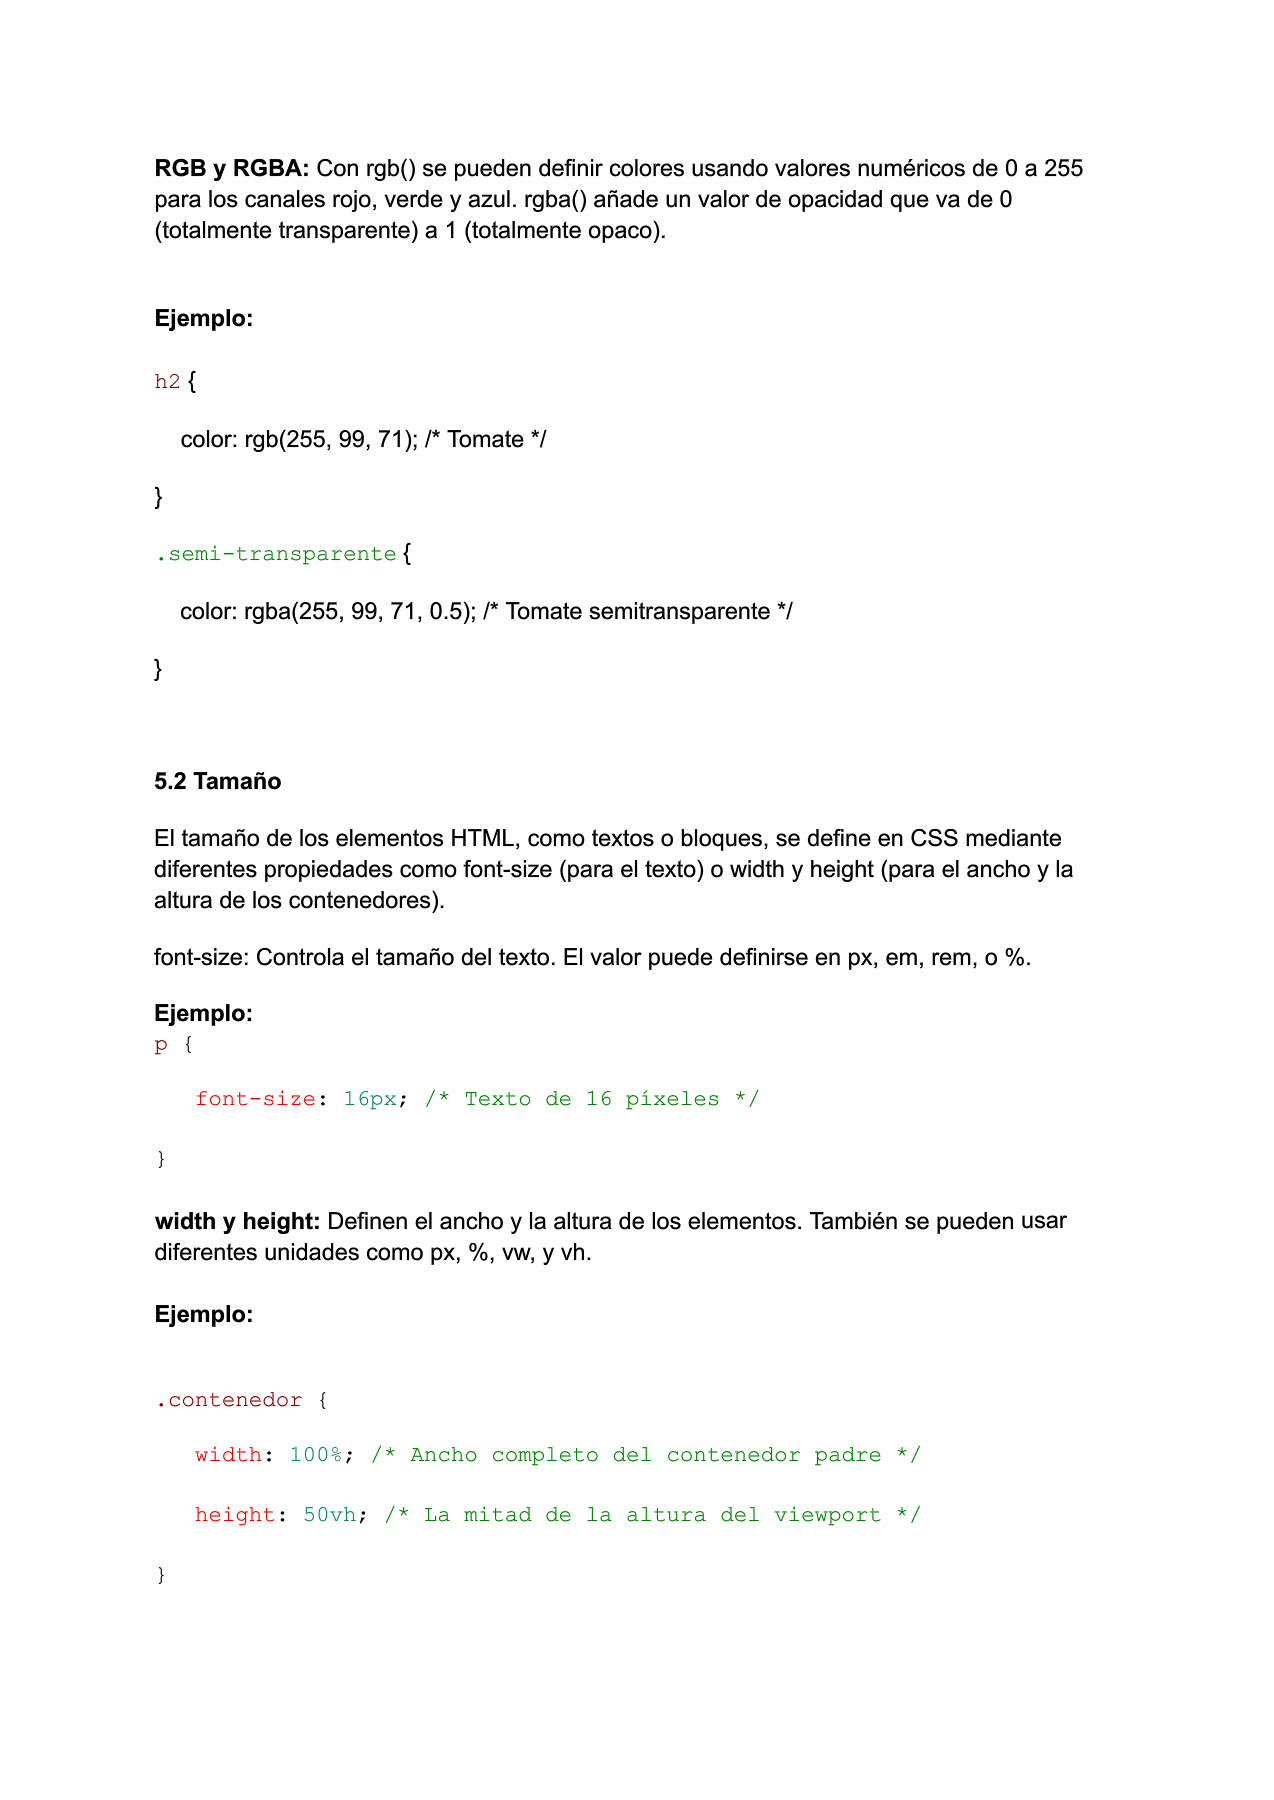 RGB y RGBA: Con rgb() se pueden definir colores usando valores numéricos de 0 a 255
para los canales rojo, verde y azul. rgba() añade un valor de opacidad que va de 0
(totalmente transparente) a 1 (totalmente opaco).
Ejemplo:
h2 {
color: rgb(255, 99, 71); /* Tomate */
}
.semi-transparente {
color: rgba(255, 99, 71, 0.5); /* Tomate semitransparente */
}
5.2 Tamaño
El tamaño de los elementos HTML, como textos o bloques, se define en CSS mediante
diferentes propiedades como font-size (para el texto) o width y height (para el ancho y la
altura de los contenedores).
font-size: Controla el tamaño del texto. El valor puede definirse en px, em, rem, o %.
Ejemplo:
p {
font-size: 16px; /* Texto de 16 píxeles */
}
width y height: Definen el ancho y la altura de los elementos. También se pueden usar
diferentes unidades como px, %, vw, y vh.
Ejemplo:
.contenedor {
width: 100%; /* Ancho completo del contenedor padre */
height: 50vh; /* La mitad de la altura del viewport */
}